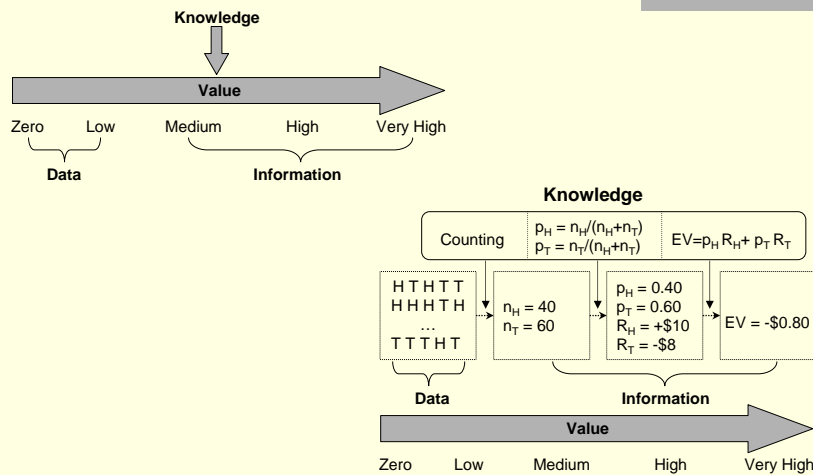 Knowledge
Value
Zero Low Medium High Very High
Data Information
Knowledge
Counting
p_H = n_H/(n_H+n_T)
p_T = n_T/(n_H+n_T)
EV=p_H R_H+ p_T R_T
H T H T T
H H H T H
...
T T T H T
n_H = 40
n_T = 60
p_H = 0.40
p_T = 0.60
R_H = +$10
R_T = -$8
EV = -$0.80
Data Information
Value
Zero Low Medium High Very High